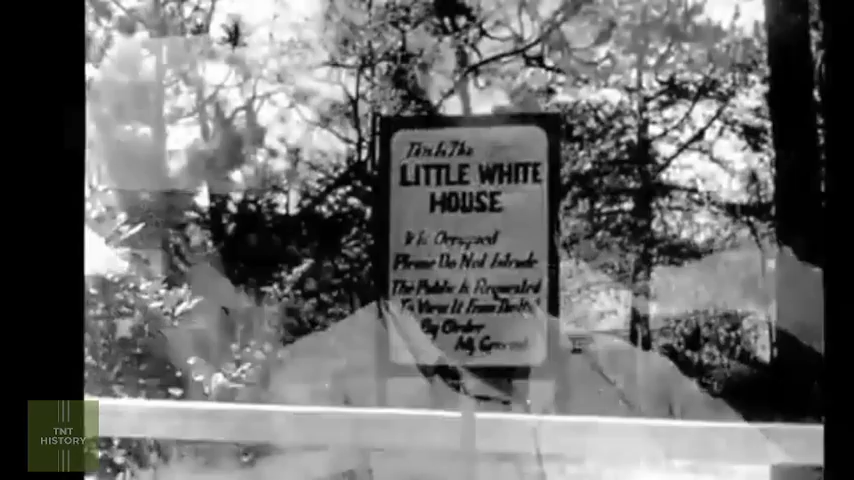 This Is The
LITTLE WHITE
HOUSE
It Is Occupied
Please Do Not Intrude
The Public Is Requested
To View It From The
By Order
TNT
HISTORY